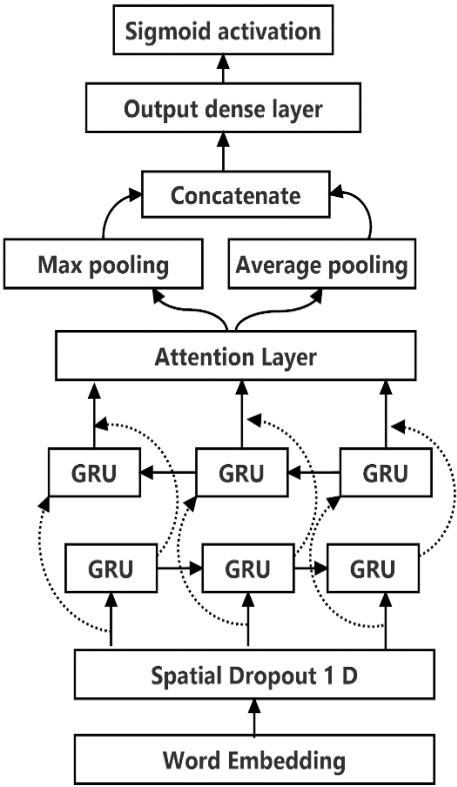 Sigmoid activation
Output dense layer
Concatenate
Max pooling
Average pooling
Attention Layer
GRU
GRU
GRU
GRU
GRU
GRU
Spatial Dropout 1 D
Word Embedding